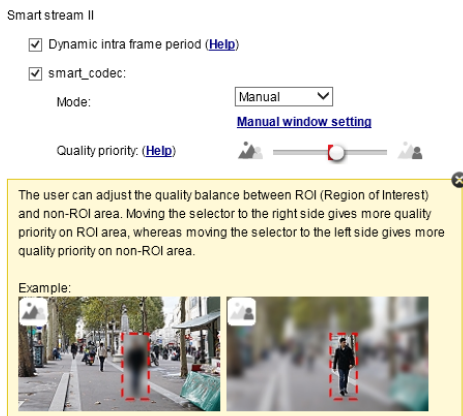 Smart stream II
Dynamic intra frame period (Help)
smart_codec:
Mode: Manual
Manual window setting
Quality priority: (Help)
The user can adjust the quality balance between ROI (Region of Interest)
and non-ROI area. Moving the selector to the right side gives more quality
priority on ROI area, whereas moving the selector to the left side gives more
quality priority on non-ROI area.
Example: